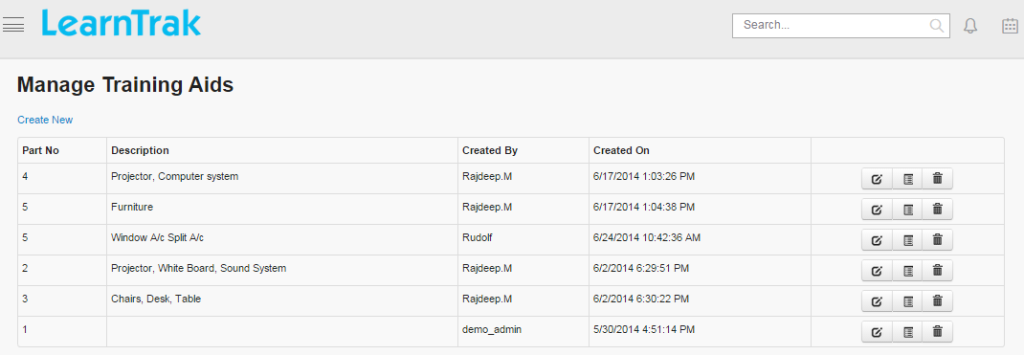 LearnTrak
Search...
Manage Training Aids
Create New
Part No Description Created By Created On
4 Projector, Computer system Rajdeep.M 6/17/2014 1:03:26 PM
5 Furniture Rajdeep.M 6/17/2014 1:04:38 PM
5 Window A/c Split A/c Rudolf 6/24/2014 10:42:36 AM
2 Projector, White Board, Sound System Rajdeep.M 6/2/2014 6:29:51 PM
3 Chairs, Desk, Table Rajdeep.M 6/2/2014 6:30:22 PM
1 demo_admin 5/30/2014 4:51:14 PM